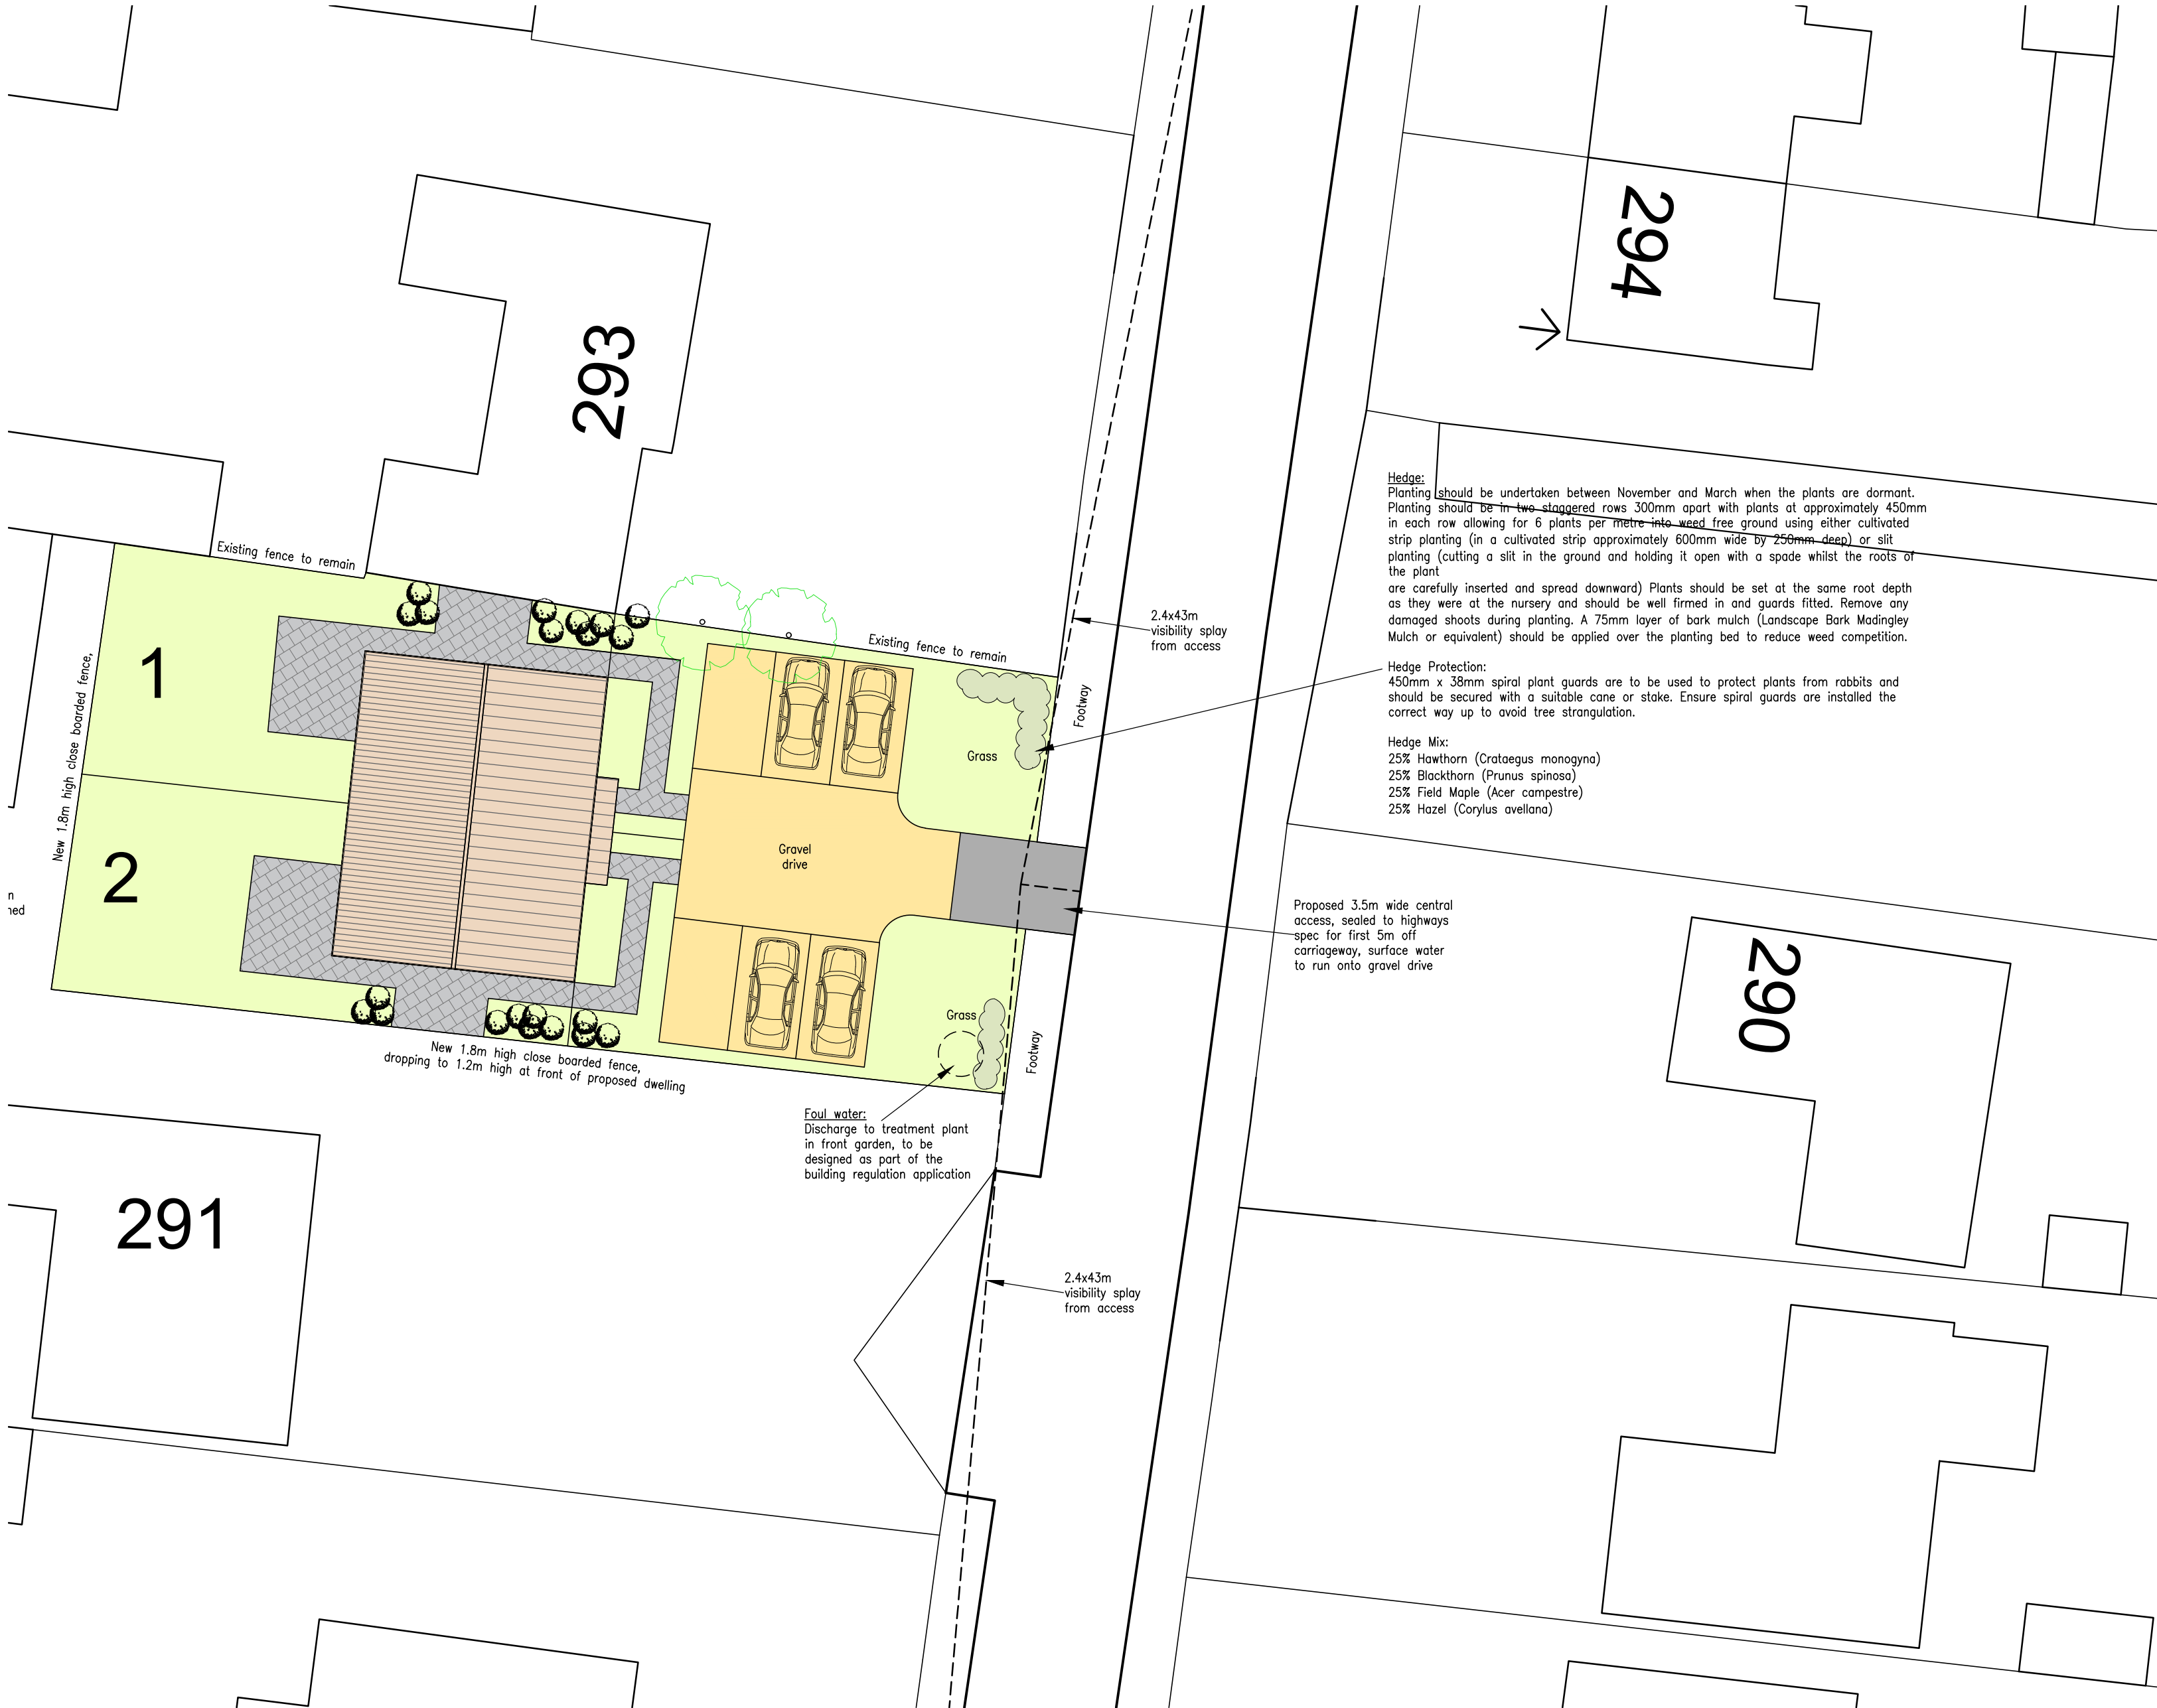 294
293
Hedge:
Planting should be undertaken between November and March when the plants are dormant.
Planting should be in two staggered rows 300mm apart with plants at approximately 450mm
in each row allowing for 6 plants per metre into weed free ground using either cultivated
strip planting (in a cultivated strip approximately 600mm wide by 250mm deep) or slit
planting (cutting a slit in the ground and holding it open with a spade whilst the roots of
the plant
are carefully inserted and spread downward) Plants should be set at the same root depth
as they were at the nursery and should be well firmed in and guards fitted. Remove any
damaged shoots during planting. A 75mm layer of bark mulch (Landscape Bark Madingley
Mulch or equivalent) should be applied over the planting bed to reduce weed competition.
Hedge Protection:
450mm x 38mm spiral plant guards are to be used to protect plants from rabbits and
should be secured with a suitable cane or stake. Ensure spiral guards are installed the
correct way up to avoid tree strangulation.
Hedge Mix:
25% Hawthorn (Crataegus monogyna)
25% Blackthorn (Prunus spinosa)
25% Field Maple (Acer campestre)
25% Hazel (Corylus avellana)
Existing fence to remain
2.4x43m
visibility splay
from access
Existing fence to remain
1
New 1.8m high close boarded fence,
Footway
Grass
2
Gravel
drive
n
ned
Proposed 3.5m wide central
access, sealed to highways
spec for first 5m off
carriageway, surface water
to run onto gravel drive
290
Grass
Footway
New 1.8m high close boarded fence,
dropping to 1.2m high at front of proposed dwelling
Foul water:
Discharge to treatment plant
in front garden, to be
designed as part of the
building regulation application
291
2.4x43m
visibility splay
from access